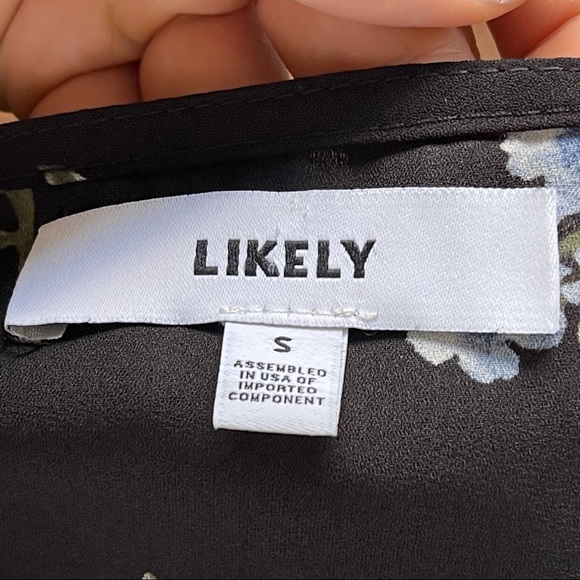 LIKELY
S
ASSEMBLED
IN USA OF
IMPORTED
COMPONENT